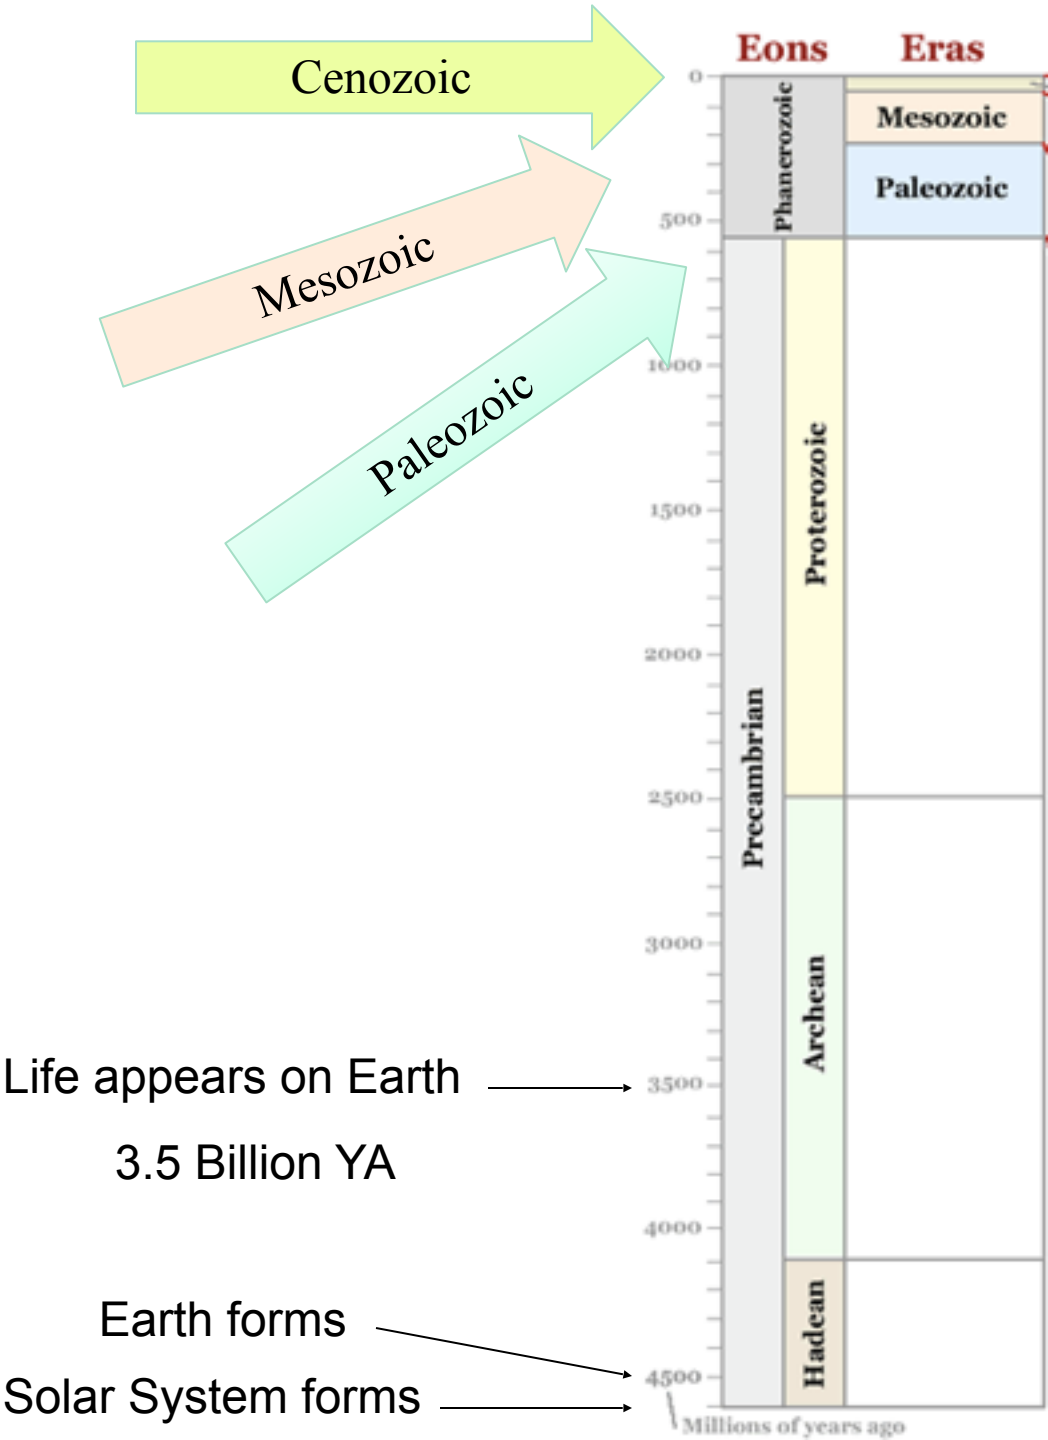 Eons Eras
Cenozoic
Mesozoic
Paleozoic
0
500
1000
1500
2000
2500
3000
3500
4000
4500
Phanerozoic
Mesozoic
Paleozoic
Precambrian
Proterozoic
Archean
Hadean
Life appears on Earth
3.5 Billion YA
Earth forms
Solar System forms
Millions of years ago